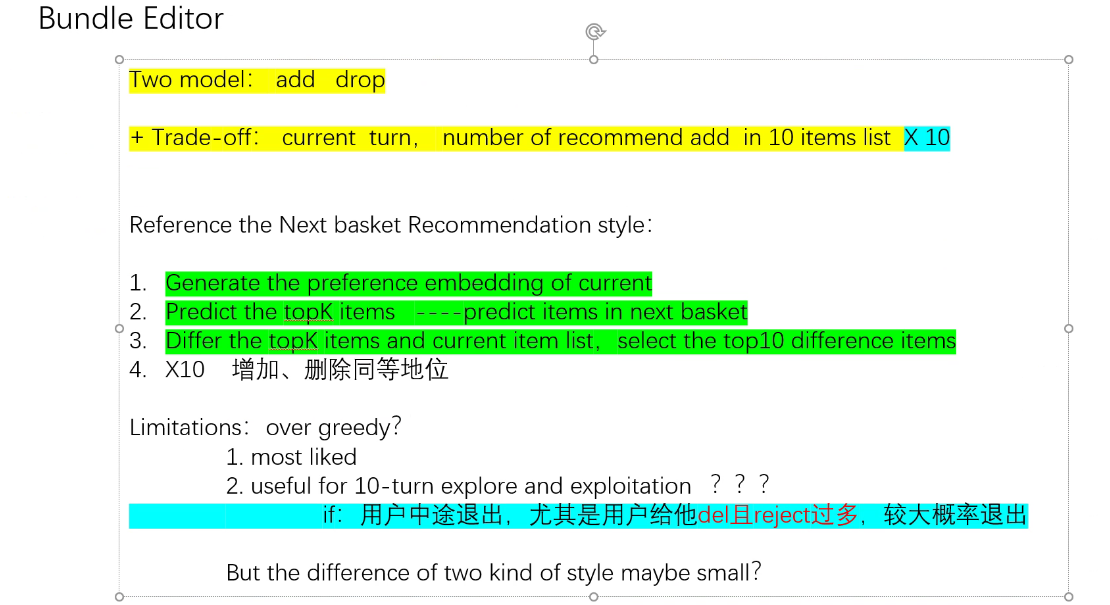 Bundle Editor
Two model： add drop
+ Trade-off： current turn， number of recommend add in 10 items list X 10
Reference the Next basket Recommendation style：
1. Generate the preference embedding of current
2. Predict the topK items ----predict items in next basket
3. Differ the topK items and current item list，select the top10 difference items
4. X10 增加、删除同等地位
Limitations：over greedy？
1. most liked
2. useful for 10-turn explore and exploitation ？？？
if：用户中途退出，尤其是用户给他del且reject过多，较大概率退出
But the difference of two kind of style maybe small？